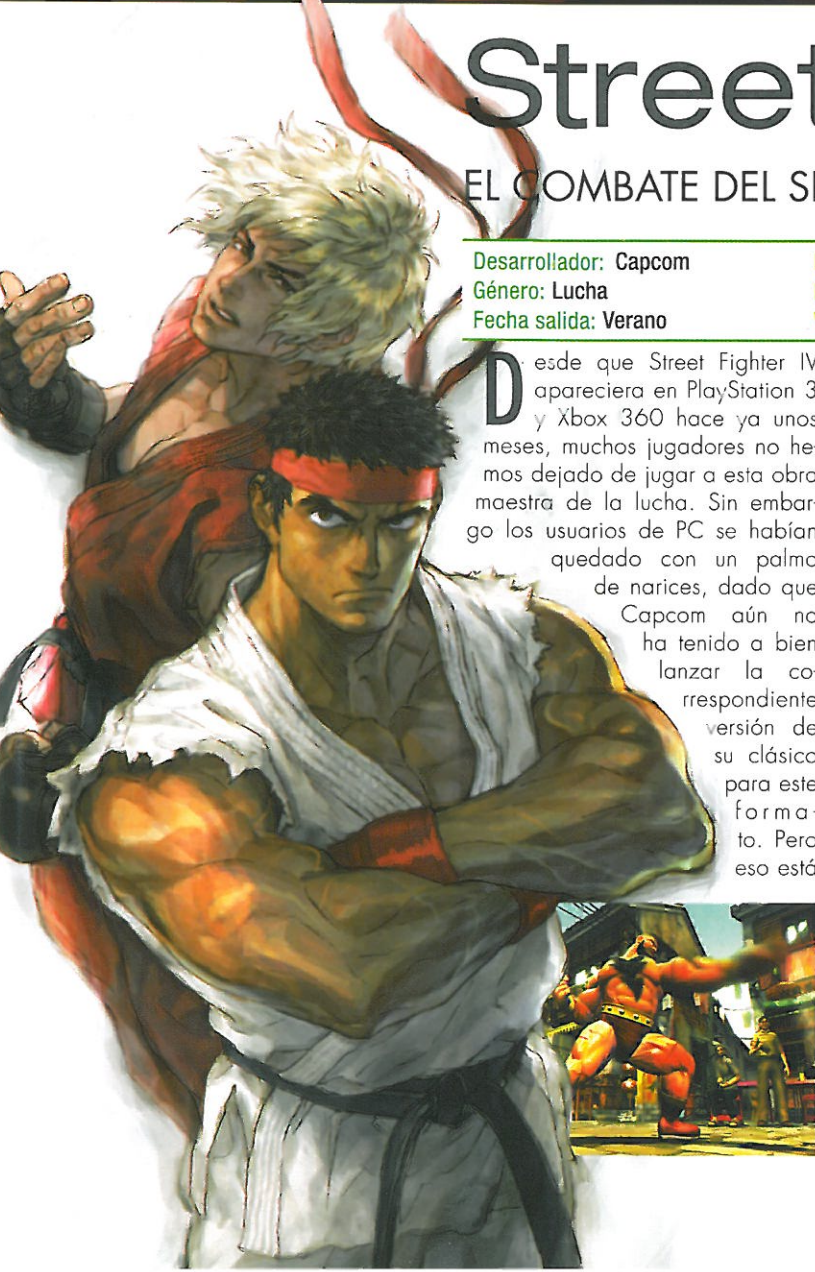 Street
EL COMBATE DEL
Desarrollador: Capcom
Género: Lucha
Fecha salida: Verano
Desde que Street Fighter IV
apareciera en PlayStation 3
y Xbox 360 hace ya unos
meses, muchos jugadores no he-
mos dejado de jugar a esta obra
maestra de la lucha. Sin embar-
go los usuarios de PC se habían
quedado con un palmo
de narices, dado que
Capcom aún no
ha tenido a bien
lanzar la co-
rrespondiente
versión de
su clásico
para este
forma-
to. Pero
eso está